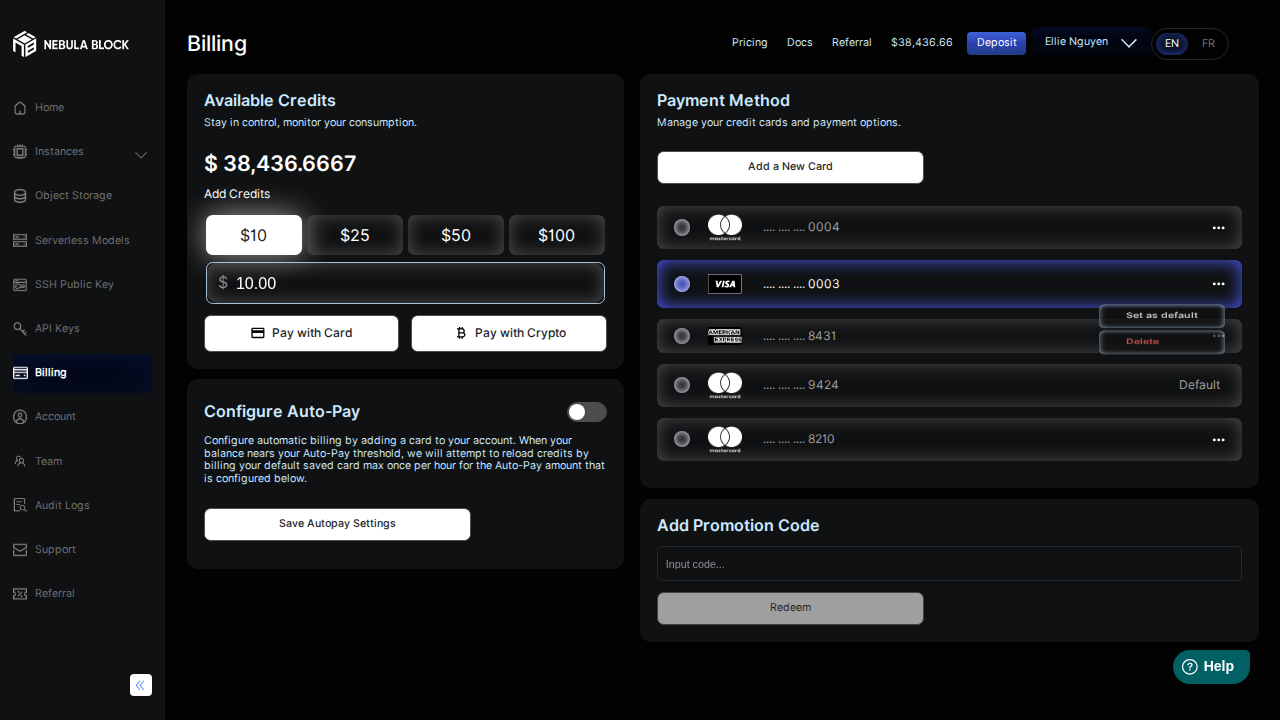 NEBULA BLOCK
Home
Instances
Object Storage
Serverless Models
SSH Public Key
API Keys
Billing
Account
Team
Audit Logs
Support
Referral
Billing
Pricing
Docs
Referral
$38,436.66
Deposit
Ellie Nguyen
EN
FR
Available Credits
Stay in control, monitor your consumption.
$ 38,436.6667
Add Credits
$10
$25
$50
$100
$ 10.00
Pay with Card
Pay with Crypto
Configure Auto-Pay
Configure automatic billing by adding a card to your account. When your
balance nears your Auto-Pay threshold, we will attempt to reload credits by
billing your default saved card max once per hour for the Auto-Pay amount that
is configured below.
Save Autopay Settings
Payment Method
Manage your credit cards and payment options.
Add a New Card
mastercard
.... .... .... 0004
VISA
.... .... .... 0003
Set as default
Delete
AMERICAN EXPRESS
.... .... .... 8431
mastercard
.... .... .... 9424
Default
mastercard
.... .... .... 8210
Add Promotion Code
Input code...
Redeem
Help